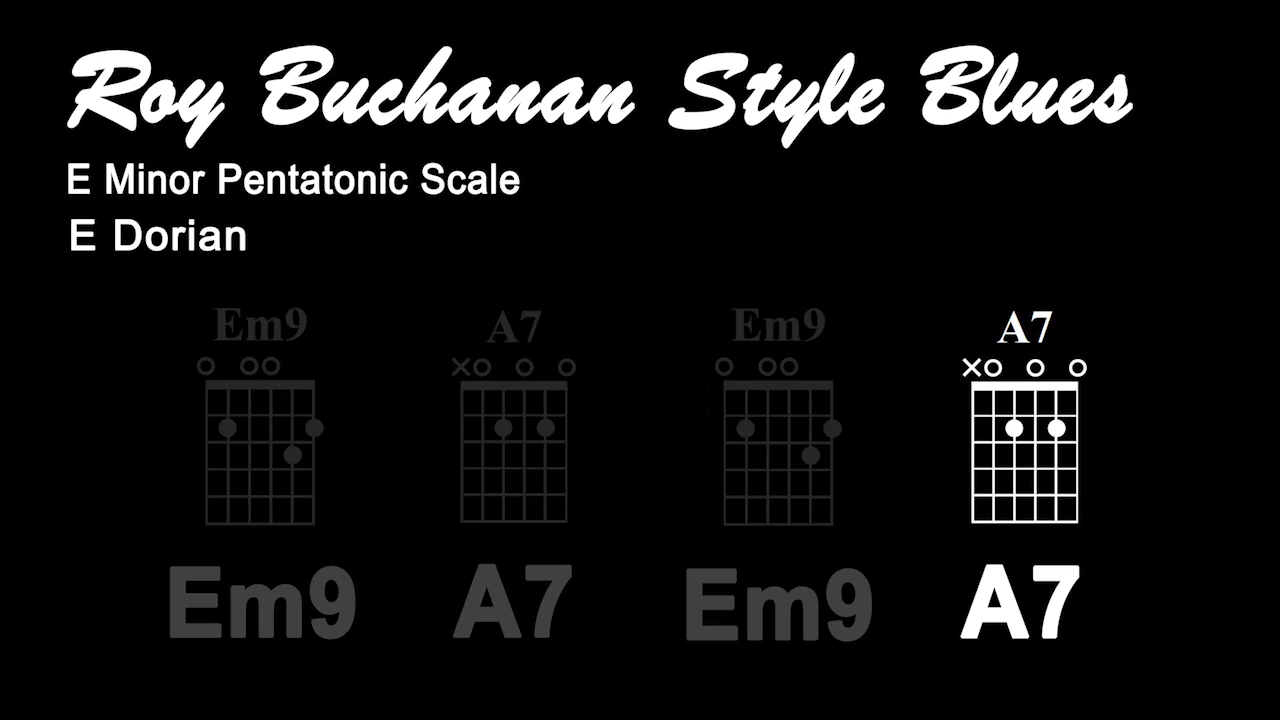 Roy Buchanan Style Blues
E Minor Pentatonic Scale
E Dorian
Em9 A7 Em9 A7
Em9 A7 Em9 A7